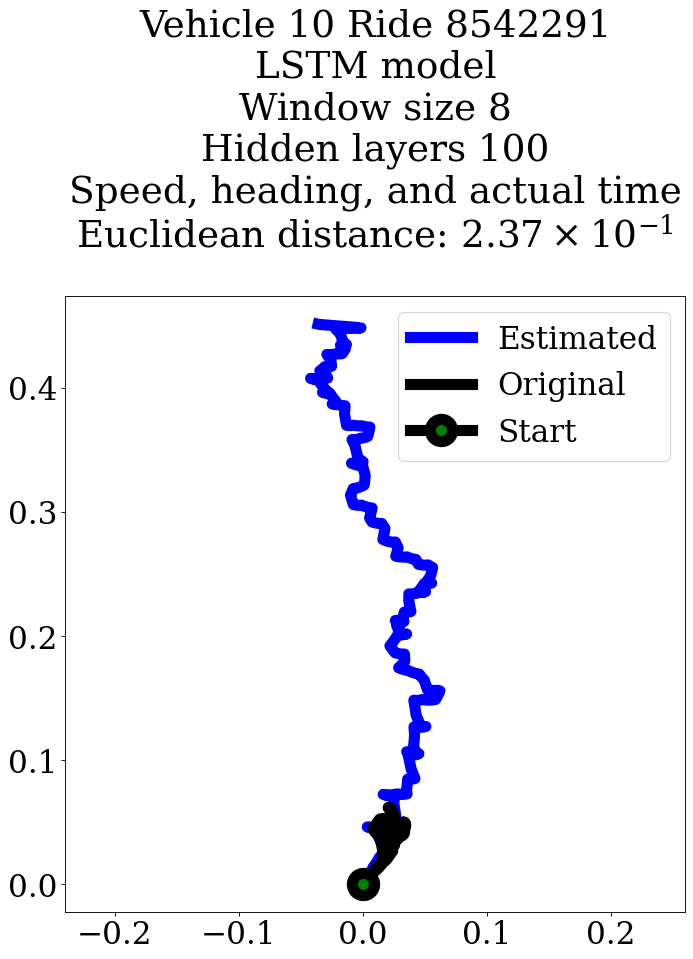 Vehicle 10 Ride 8542291
LSTM model
Window size 8
Hidden layers 100
Speed, heading, and actual time
Euclidean distance: 2.37 × 10⁻¹
Estimated
Original
Start
0.4
0.3
0.2
0.1
0.0
−0.2 −0.1 0.0 0.1 0.2